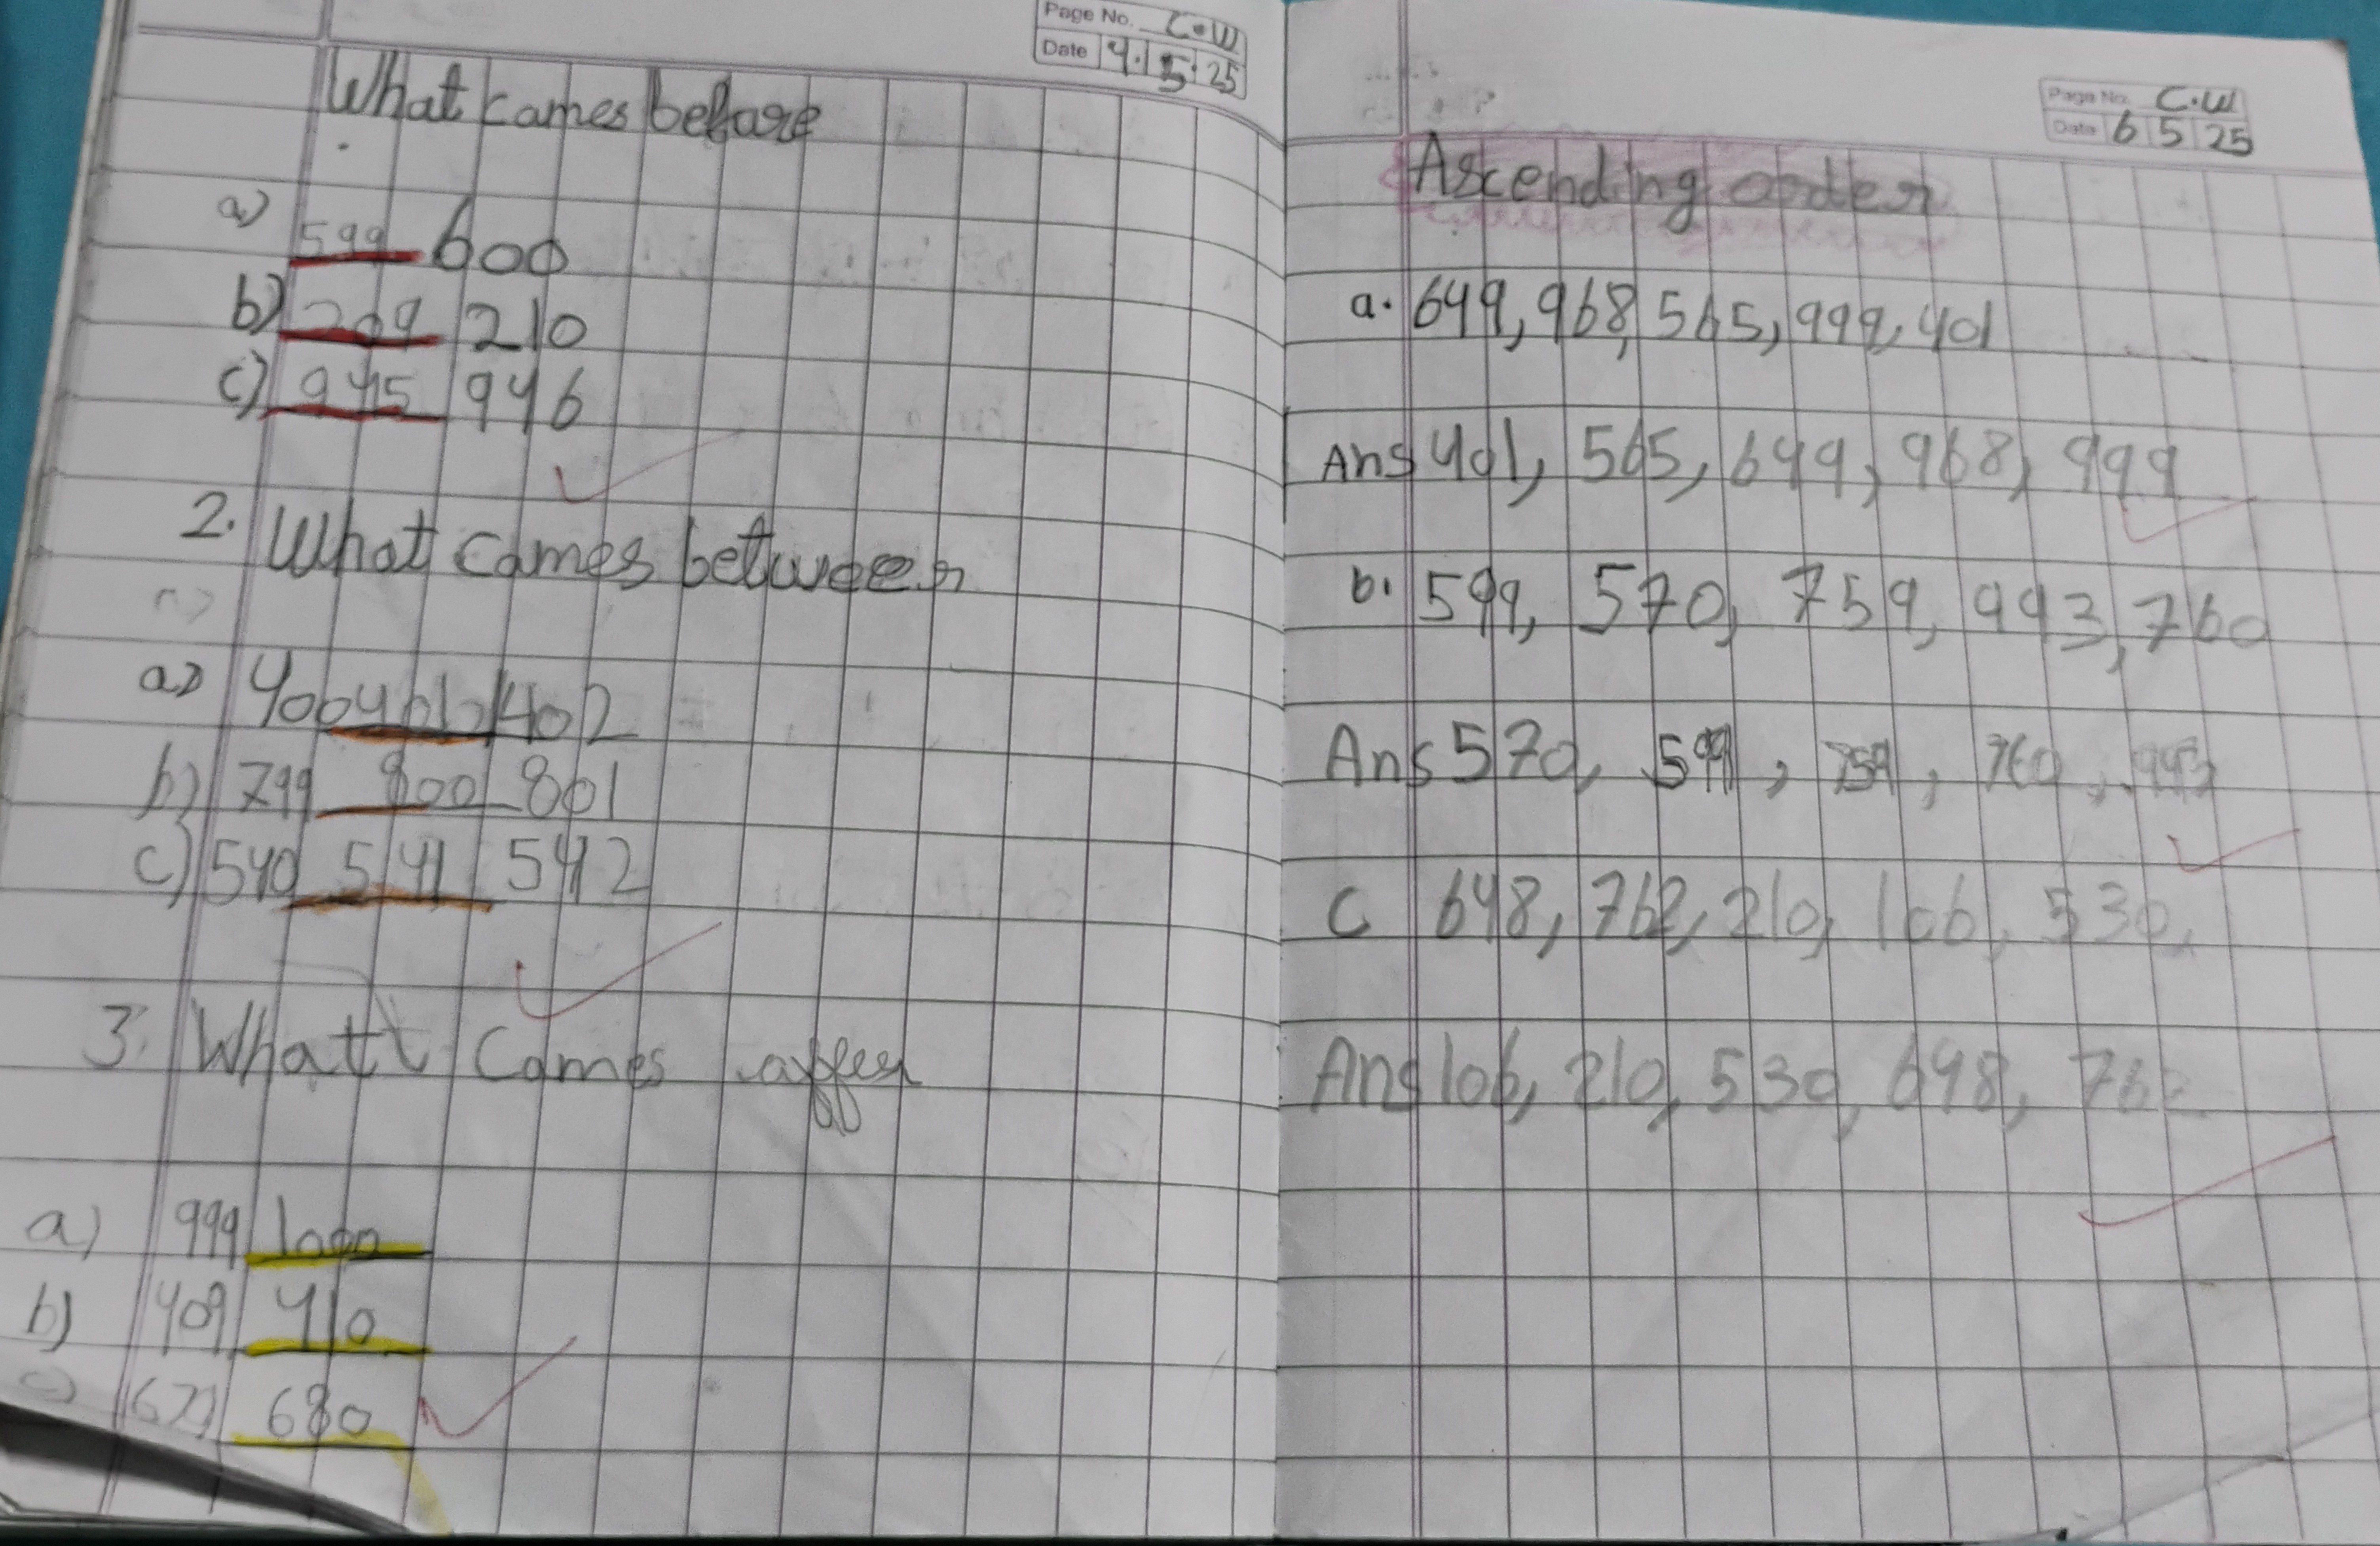 Page No. C.W
Date 4.5.25
What cames befare
a) 599 600
b) 209 210
c) 945 946
2. What cames between
a) 400 401 402
b) 799 800 801
c) 540 541 542
3. What cames after
a) 999 1000
b) 409 410
c) 679 680
Page No. C.W
Date 6 5 25
Ascending order
a. 649, 968, 565, 999, 401
Ans 401, 565, 649, 968, 999
b. 599, 570, 759, 993, 760
Ans 570, 599, 759, 760, 993
C 648, 762, 210, 106, 530,
Ans 106, 210, 530, 648, 762